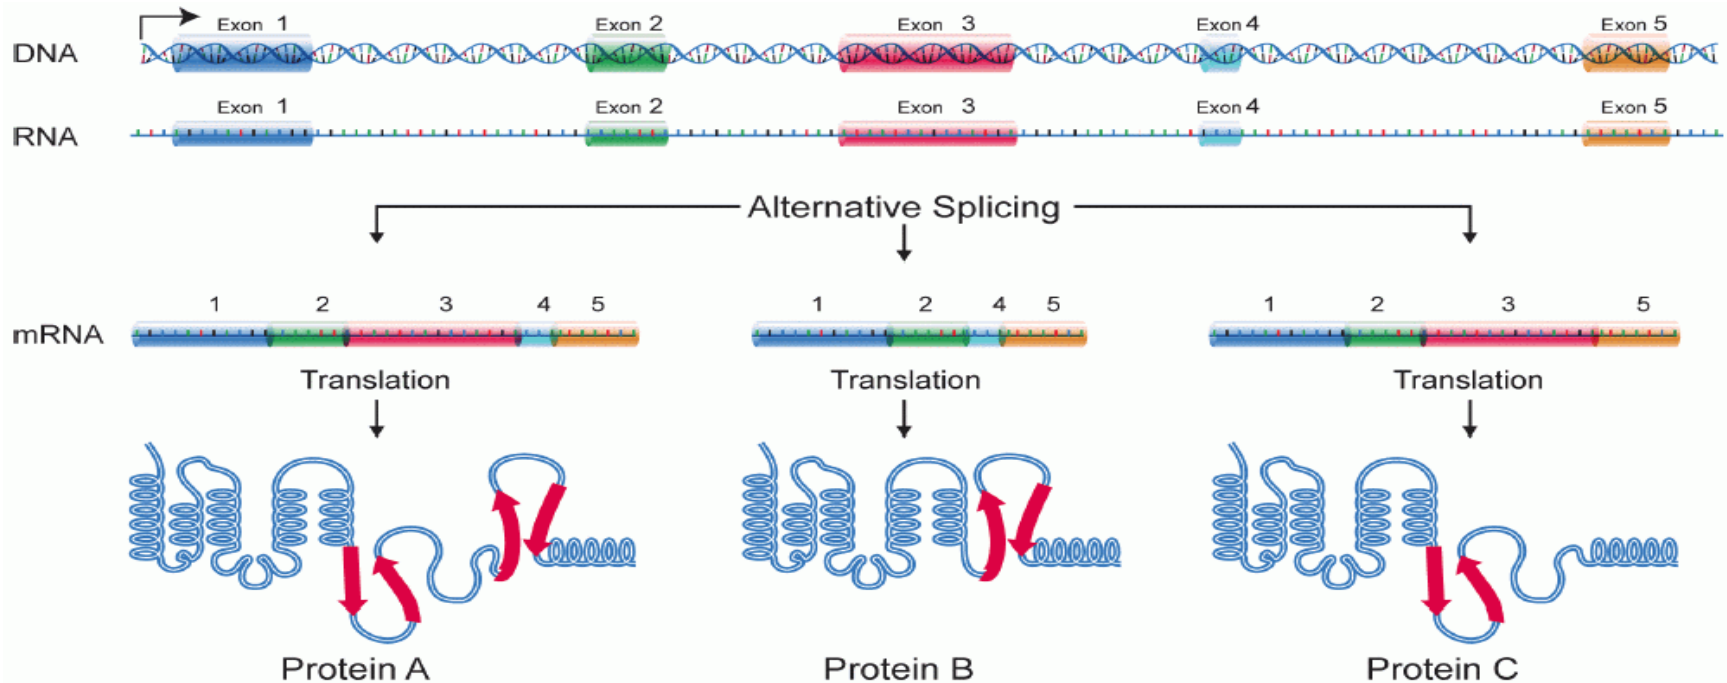 Exon 1 Exon 2 Exon 3 Exon 4 Exon 5
DNA
Exon 1 Exon 2 Exon 3 Exon 4 Exon 5
RNA
Alternative Splicing
1 2 3 4 5 1 2 4 5 1 2 3 5
mRNA
Translation Translation Translation
Protein A Protein B Protein C